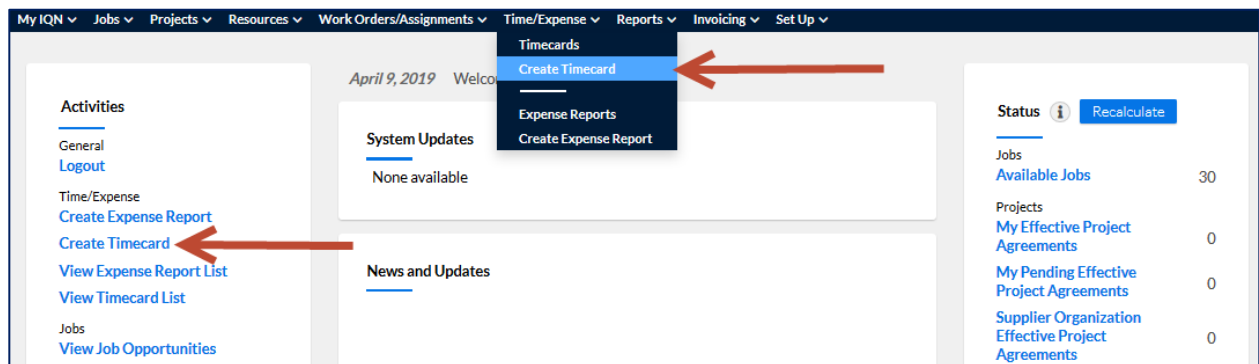 My IQN Jobs Projects Resources Work Orders/Assignments Time/Expense Reports Invoicing Set Up
Timecards
Create Timecard
Expense Reports
Create Expense Report
April 9, 2019 Welco
Activities
General
Logout
Time/Expense
Create Expense Report
Create Timecard
View Expense Report List
View Timecard List
Jobs
View Job Opportunities
System Updates
None available
News and Updates
Status i Recalculate
Jobs
Available Jobs 30
Projects
My Effective Project
Agreements 0
My Pending Effective
Project Agreements 0
Supplier Organization
Effective Project
Agreements 0